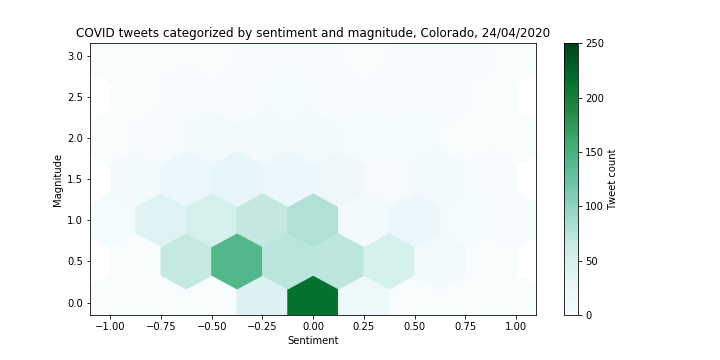 COVID tweets categorized by sentiment and magnitude, Colorado, 24/04/2020
3.0
2.5
2.0
1.5
1.0
0.5
0.0
Magnitude
−1.00 −0.75 −0.50 −0.25 0.00 0.25 0.50 0.75 1.00
Sentiment
250
200
150
100
50
0
Tweet count